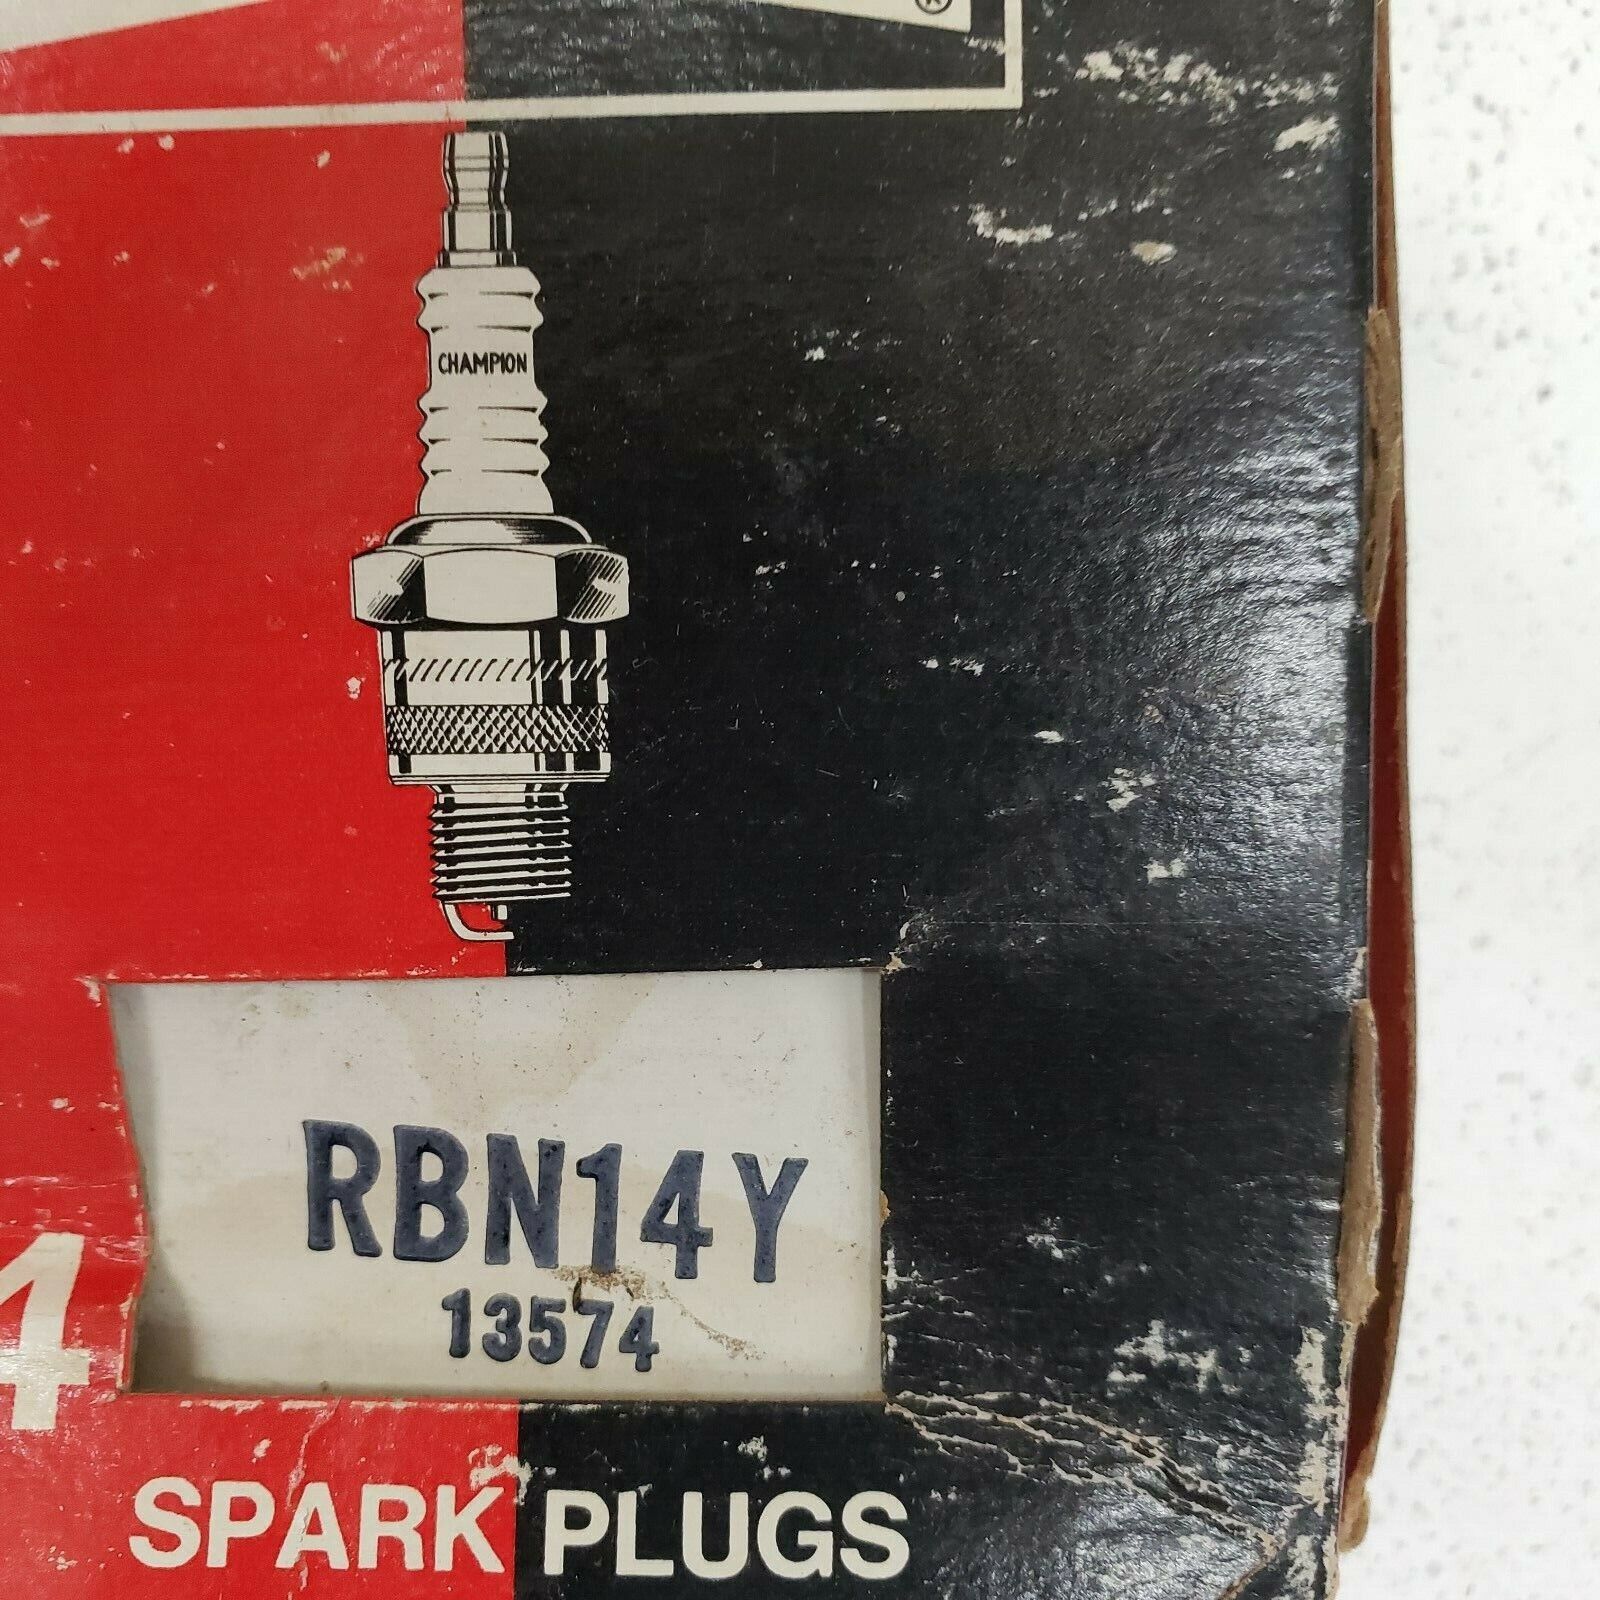 ®
CHAMPION
RBN14Y
13574
4
SPARK PLUGS